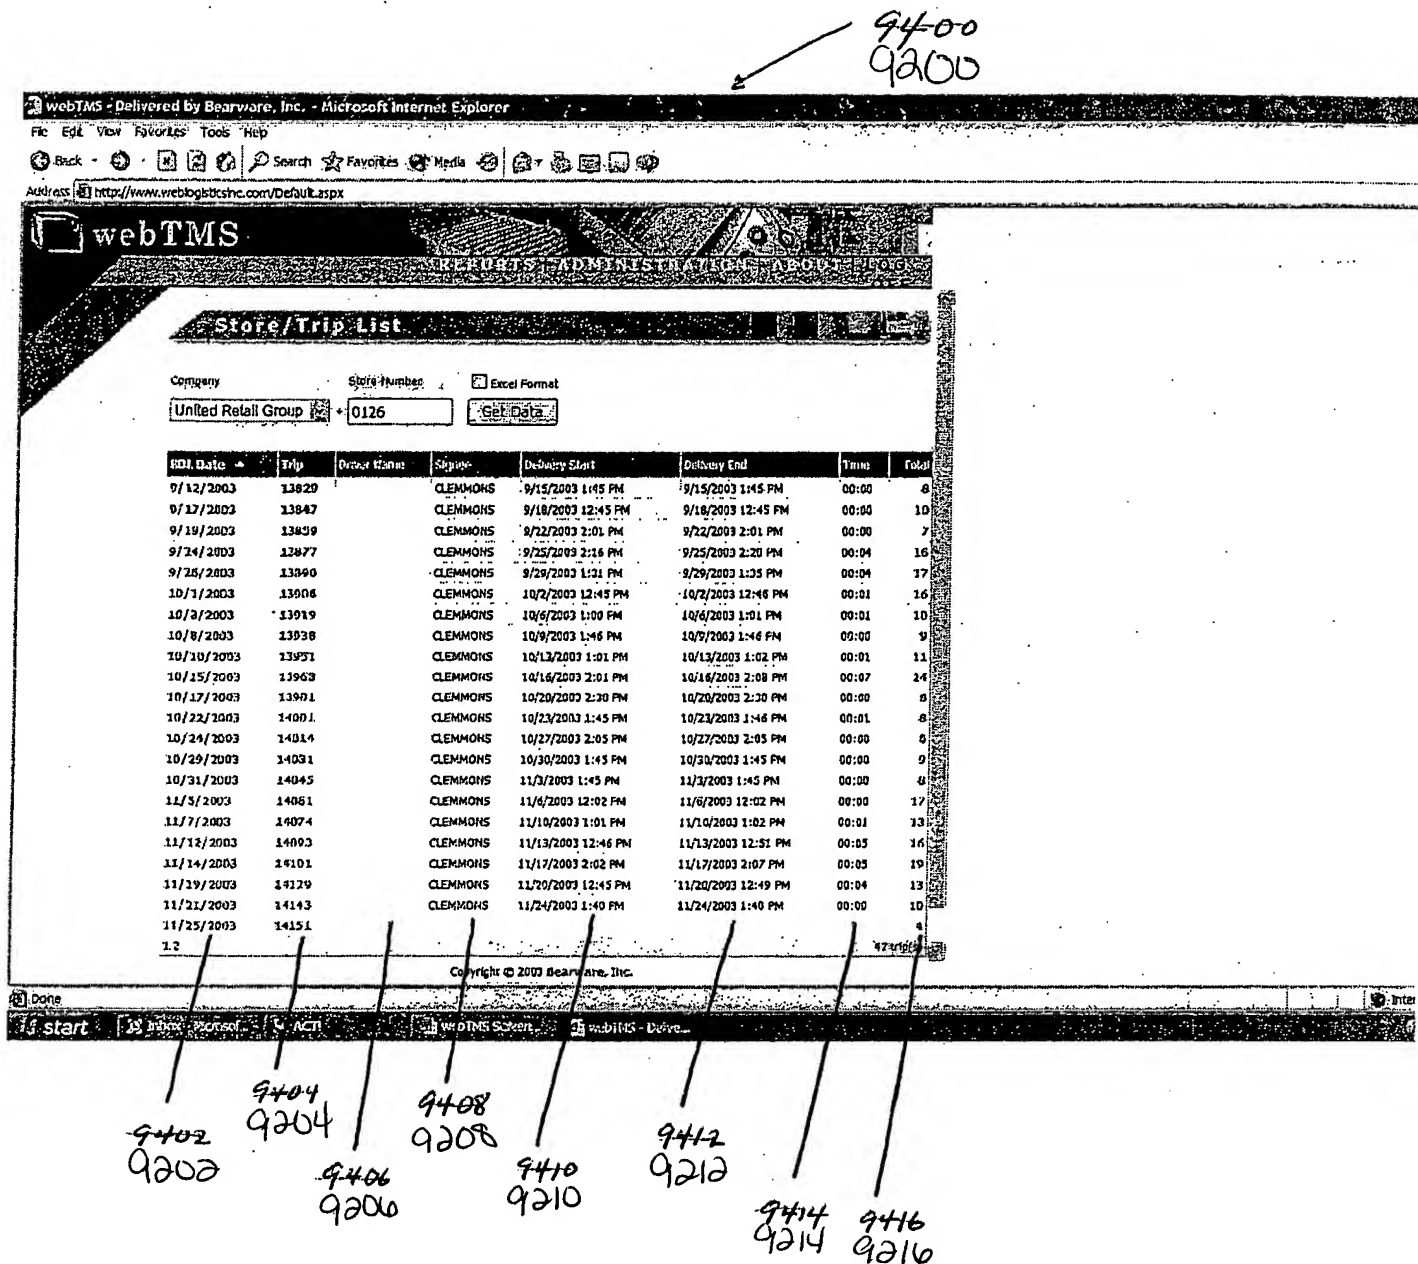 9400
9200
webTMS - Delivered by Bearware, Inc. - Microsoft Internet Explorer
File Edit View Favorites Tools Help
Back Search Favorites Media
Address http://www.weblogisticsinc.com/Default.aspx
webTMS
REPORTS | ADMINISTRATION | ABOUT | LOG
Store/Trip List
Company Store Number Excel Format
United Retail Group 0126 Get Data
BOL Date Trip Driver Name Signer Delivery Start Delivery End Time Total
9/12/2003 13829 CLEMMONS 9/15/2003 1:45 PM 9/15/2003 1:45 PM 00:00 8
9/17/2003 13847 CLEMMONS 9/18/2003 12:45 PM 9/18/2003 12:45 PM 00:00 10
9/19/2003 13859 CLEMMONS 9/22/2003 2:01 PM 9/22/2003 2:01 PM 00:00 7
9/24/2003 13877 CLEMMONS 9/25/2003 2:16 PM 9/25/2003 2:20 PM 00:04 16
9/26/2003 13890 CLEMMONS 9/29/2003 1:31 PM 9/29/2003 1:35 PM 00:04 17
10/1/2003 13906 CLEMMONS 10/2/2003 12:45 PM 10/2/2003 12:46 PM 00:01 16
10/3/2003 13919 CLEMMONS 10/6/2003 1:00 PM 10/6/2003 1:01 PM 00:01 10
10/8/2003 13938 CLEMMONS 10/9/2003 1:46 PM 10/9/2003 1:46 PM 00:00 9
10/10/2003 13951 CLEMMONS 10/13/2003 1:01 PM 10/13/2003 1:02 PM 00:01 11
10/15/2003 13968 CLEMMONS 10/16/2003 2:01 PM 10/16/2003 2:08 PM 00:07 14
10/17/2003 13981 CLEMMONS 10/20/2003 2:30 PM 10/20/2003 2:30 PM 00:00
10/22/2003 14001 CLEMMONS 10/23/2003 1:45 PM 10/23/2003 1:46 PM 00:01 8
10/24/2003 14014 CLEMMONS 10/27/2003 2:05 PM 10/27/2003 2:05 PM 00:00
10/29/2003 14031 CLEMMONS 10/30/2003 1:45 PM 10/30/2003 1:45 PM 00:00 9
10/31/2003 14045 CLEMMONS 11/3/2003 1:45 PM 11/3/2003 1:45 PM 00:00 8
11/5/2003 14061 CLEMMONS 11/6/2003 12:02 PM 11/6/2003 12:02 PM 00:00 17
11/7/2003 14074 CLEMMONS 11/10/2003 1:01 PM 11/10/2003 1:02 PM 00:01 13
11/12/2003 14093 CLEMMONS 11/13/2003 12:46 PM 11/13/2003 12:51 PM 00:05 16
11/14/2003 14101 CLEMMONS 11/17/2003 2:02 PM 11/17/2003 2:07 PM 00:05 19
11/19/2003 14129 CLEMMONS 11/20/2003 12:45 PM 11/20/2003 12:49 PM 00:04 13
11/21/2003 14143 CLEMMONS 11/24/2003 1:40 PM 11/24/2003 1:40 PM 00:00 10
11/25/2003 14151 4
1 2 42 trip(s)
Copyright © 2003 Bearware, Inc.
Done Inter
start Inbox - Microsof... ACT! webTMS Screen... webTMS - Delive...
9402
9202
9404
9204
9406
9206
9408
9208
9410
9210
9412
9212
9414
9214
9416
9216